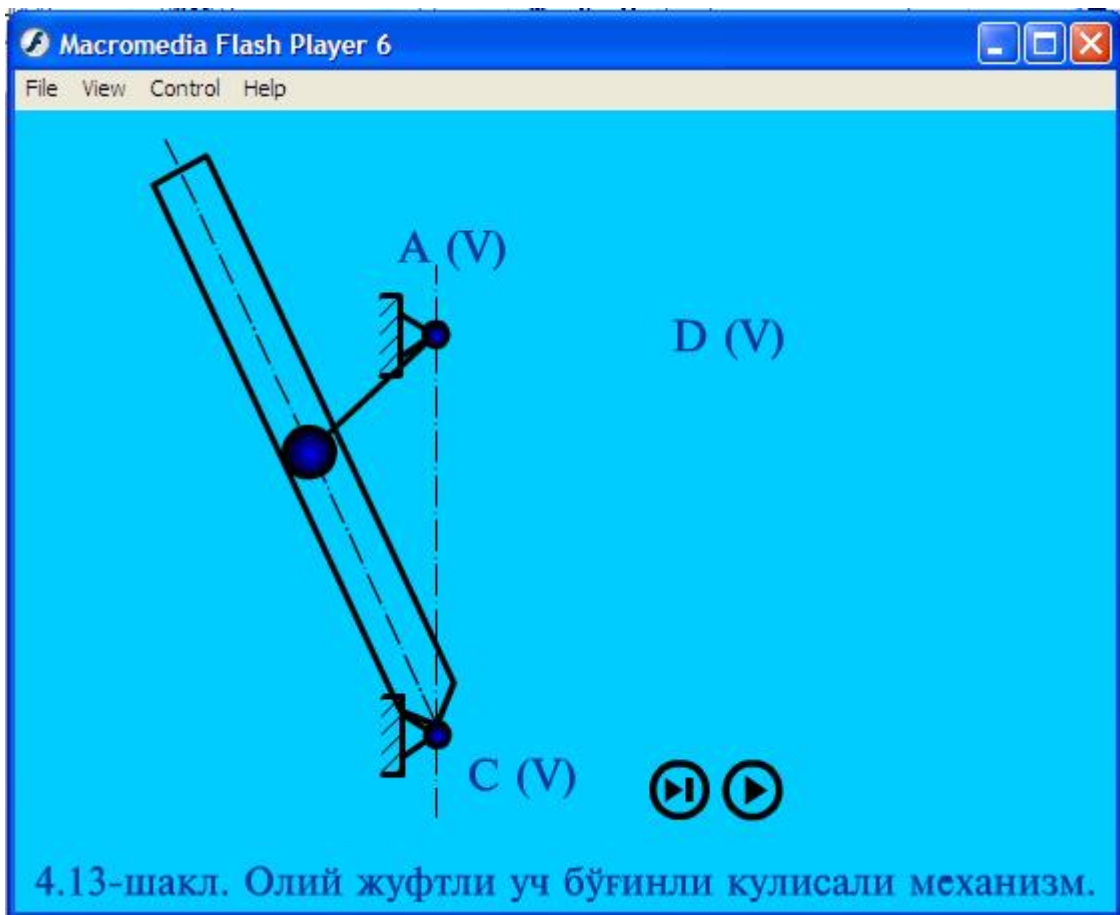 Macromedia Flash Player 6
File View Control Help
A (V)
D (V)
C (V)
4.13-шакл. Олий жуфтли уч бўғинли кулисали механизм.